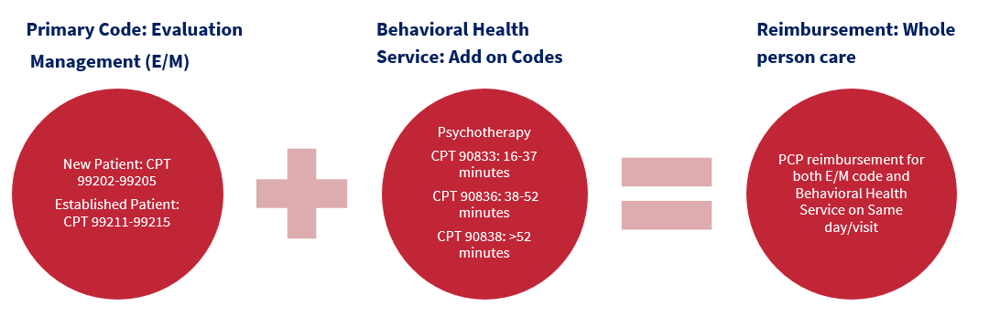 Primary Code: Evaluation
Management (E/M)
New Patient: CPT
99202-99205
Established Patient:
CPT 99211-99215
Behavioral Health
Service: Add on Codes
Psychotherapy
CPT 90833: 16-37
minutes
CPT 90836: 38-52
minutes
CPT 90838: >52
minutes
Reimbursement: Whole
person care
PCP reimbursement for
both E/M code and
Behavioral Health
Service on Same
day/visit